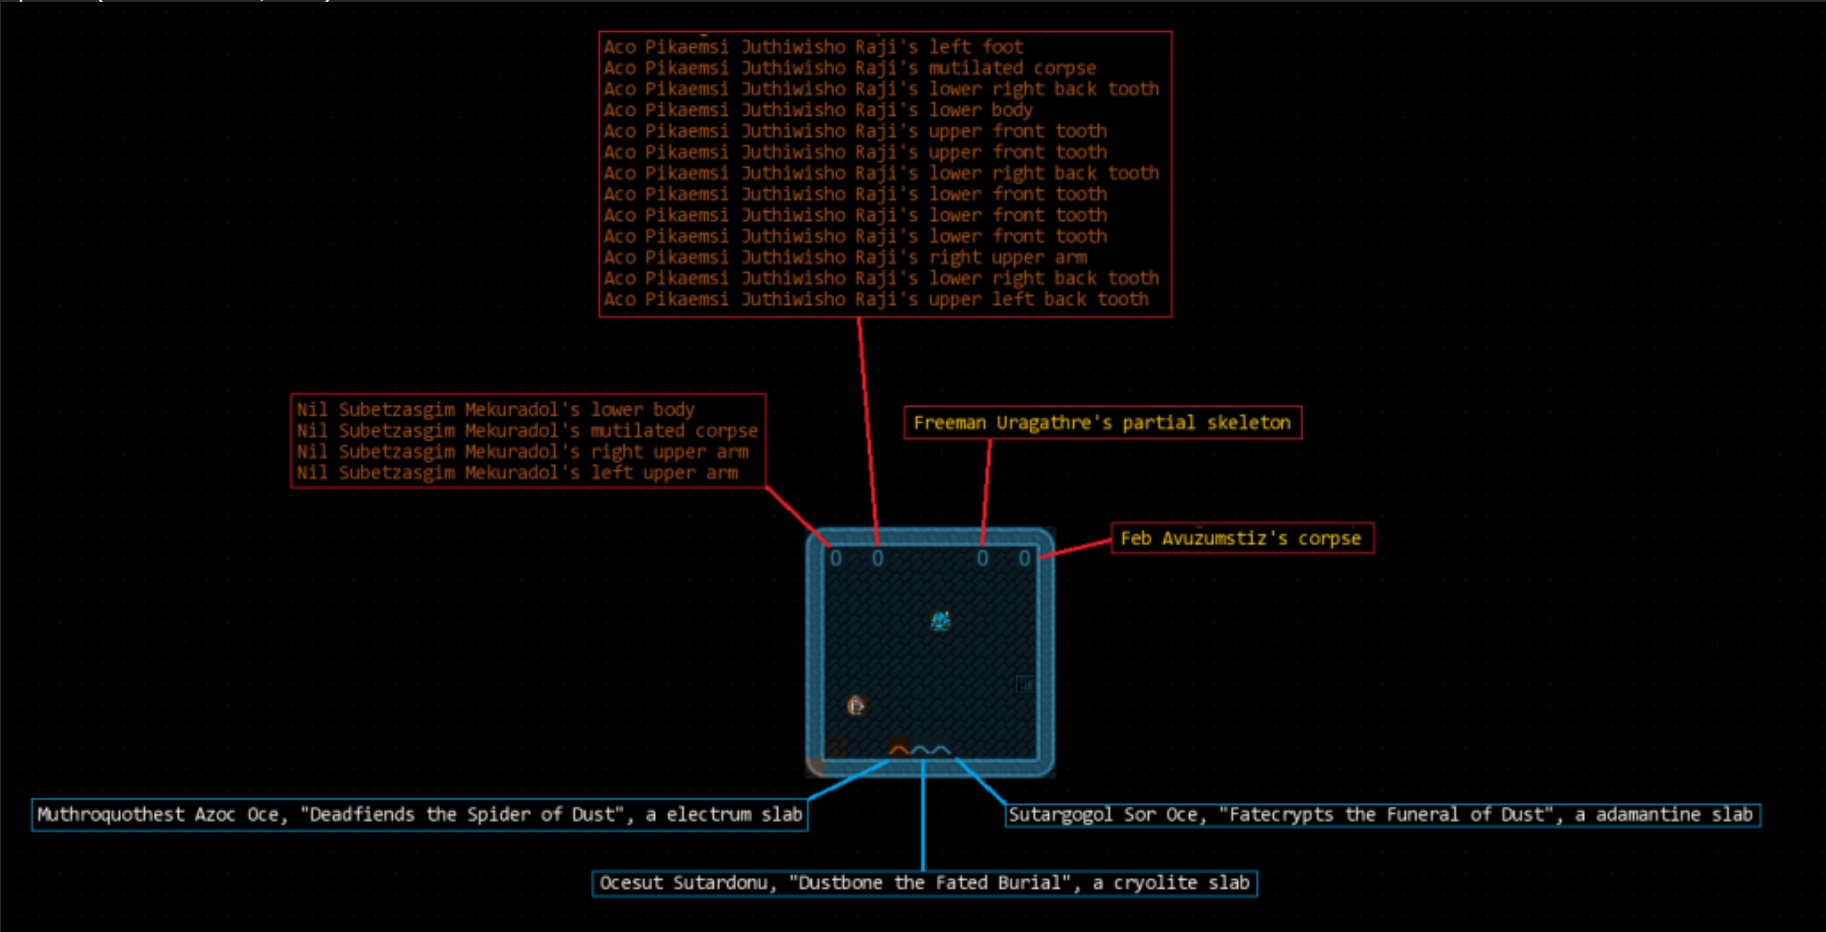 Aco Pikaemsi Juthiwisho Raji's left foot
Aco Pikaemsi Juthiwisho Raji's mutilated corpse
Aco Pikaemsi Juthiwisho Raji's lower right back tooth
Aco Pikaemsi Juthiwisho Raji's lower body
Aco Pikaemsi Juthiwisho Raji's upper front tooth
Aco Pikaemsi Juthiwisho Raji's upper front tooth
Aco Pikaemsi Juthiwisho Raji's lower right back tooth
Aco Pikaemsi Juthiwisho Raji's lower front tooth
Aco Pikaemsi Juthiwisho Raji's lower front tooth
Aco Pikaemsi Juthiwisho Raji's lower front tooth
Aco Pikaemsi Juthiwisho Raji's right upper arm
Aco Pikaemsi Juthiwisho Raji's lower right back tooth
Aco Pikaemsi Juthiwisho Raji's upper left back tooth
Nil Subetzasgim Mekuradol's lower body
Nil Subetzasgim Mekuradol's mutilated corpse
Nil Subetzasgim Mekuradol's right upper arm
Nil Subetzasgim Mekuradol's left upper arm
Freeman Uragathre's partial skeleton
Feb Avuzumstiz's corpse
Muthroquothest Azoc Oce, "Deadfiends the Spider of Dust", a electrum slab
Sutargogol Sor Oce, "Fatecrypts the Funeral of Dust", a adamantine slab
Ocesut Sutardonu, "Dustbone the Fated Burial", a cryolite slab